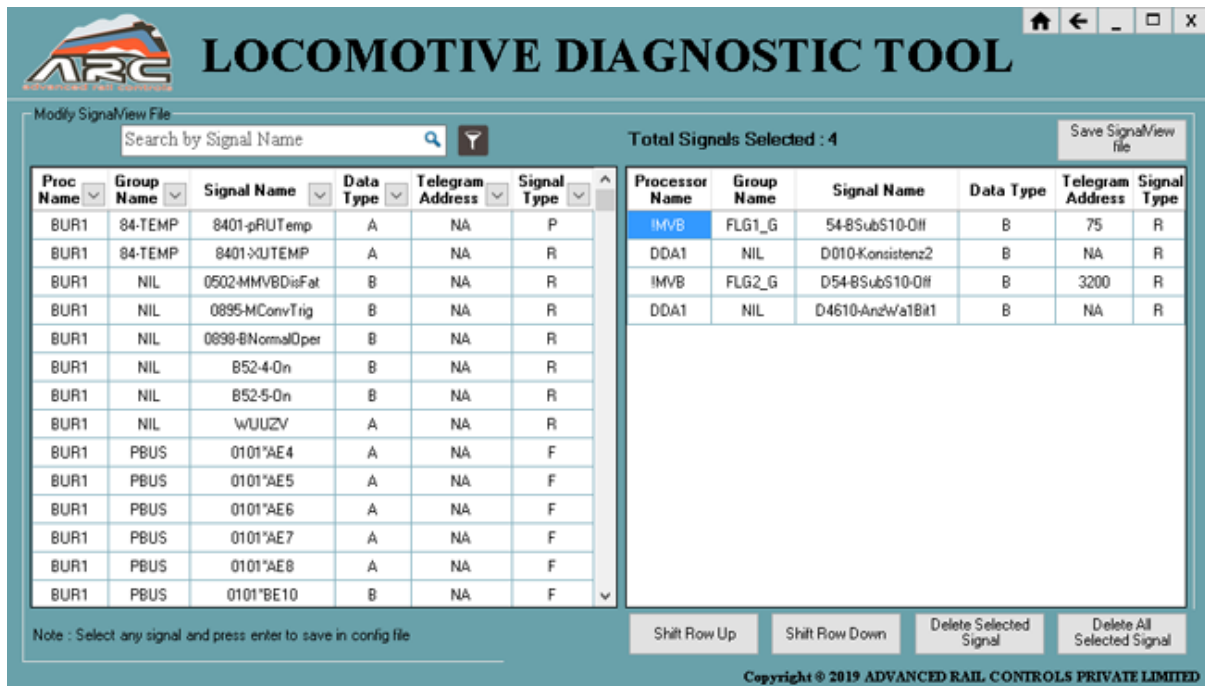 ARC
advanced rail controls
LOCOMOTIVE DIAGNOSTIC TOOL
X
Modify SignalView File
Search by Signal Name
Total Signals Selected : 4
Save SignalView file
Proc Name Group Name Signal Name Data Type Telegram Address Signal Type
BUR1 84-TEMP 8401-pRUTemp A NA P
BUR1 84-TEMP 8401-XUTEMP A NA R
BUR1 NIL 0502-MMVBDisFat B NA R
BUR1 NIL 0895-MConvTrig B NA R
BUR1 NIL 0898-BNormalOper B NA R
BUR1 NIL B52-4-On B NA R
BUR1 NIL B52-5-On B NA R
BUR1 NIL WUUZV A NA R
BUR1 PBUS 0101"AE4 A NA F
BUR1 PBUS 0101"AE5 A NA F
BUR1 PBUS 0101"AE6 A NA F
BUR1 PBUS 0101"AE7 A NA F
BUR1 PBUS 0101"AE8 A NA F
BUR1 PBUS 0101"BE10 B NA F
Processor Name Group Name Signal Name Data Type Telegram Address Signal Type
!MVB FLG1_G 54-BSubS10-Off B 75 R
DDA1 NIL D010-Konsistenz2 B NA R
!MVB FLG2_G D54-BSubS10-Off B 3200 R
DDA1 NIL D4610-AnzWa1Bit1 B NA R
Note : Select any signal and press enter to save in config file
Shift Row Up
Shift Row Down
Delete Selected Signal
Delete All Selected Signal
Copyright © 2019 ADVANCED RAIL CONTROLS PRIVATE LIMITED